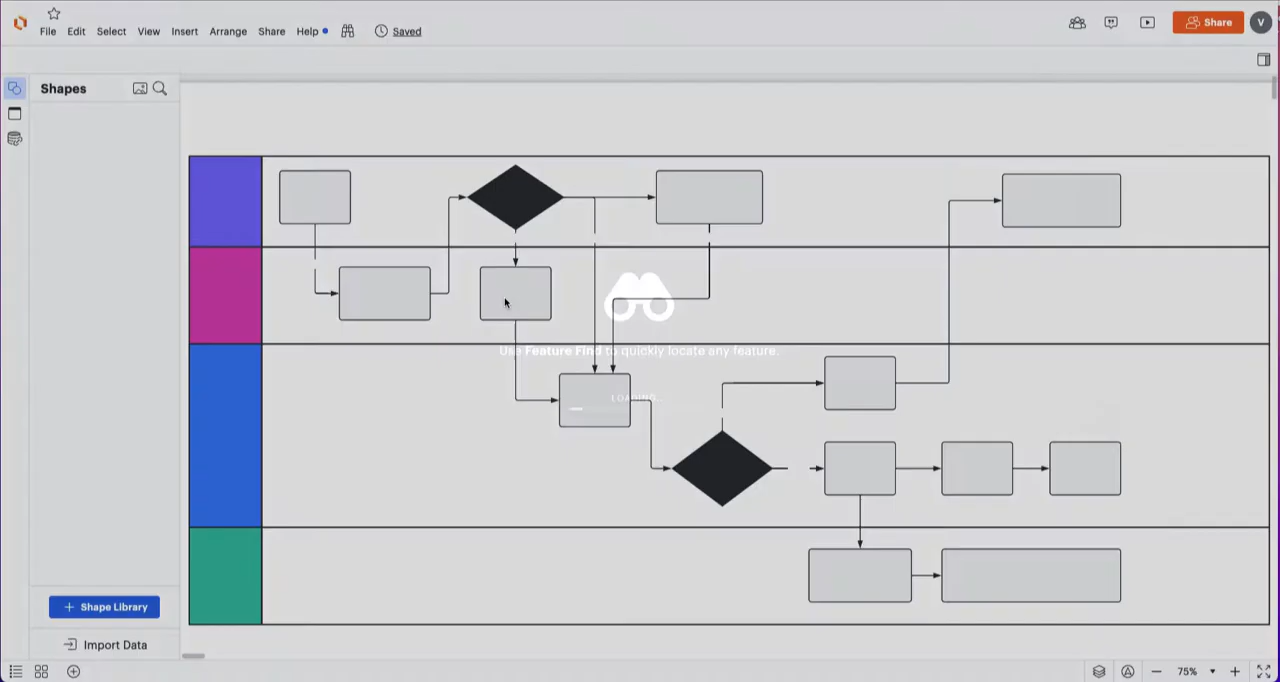 File Edit Select View Insert Arrange Share Help Saved
Share V
Shapes
Use Feature Find to quickly locate any feature.
LOADING...
+ Shape Library
Import Data
75%